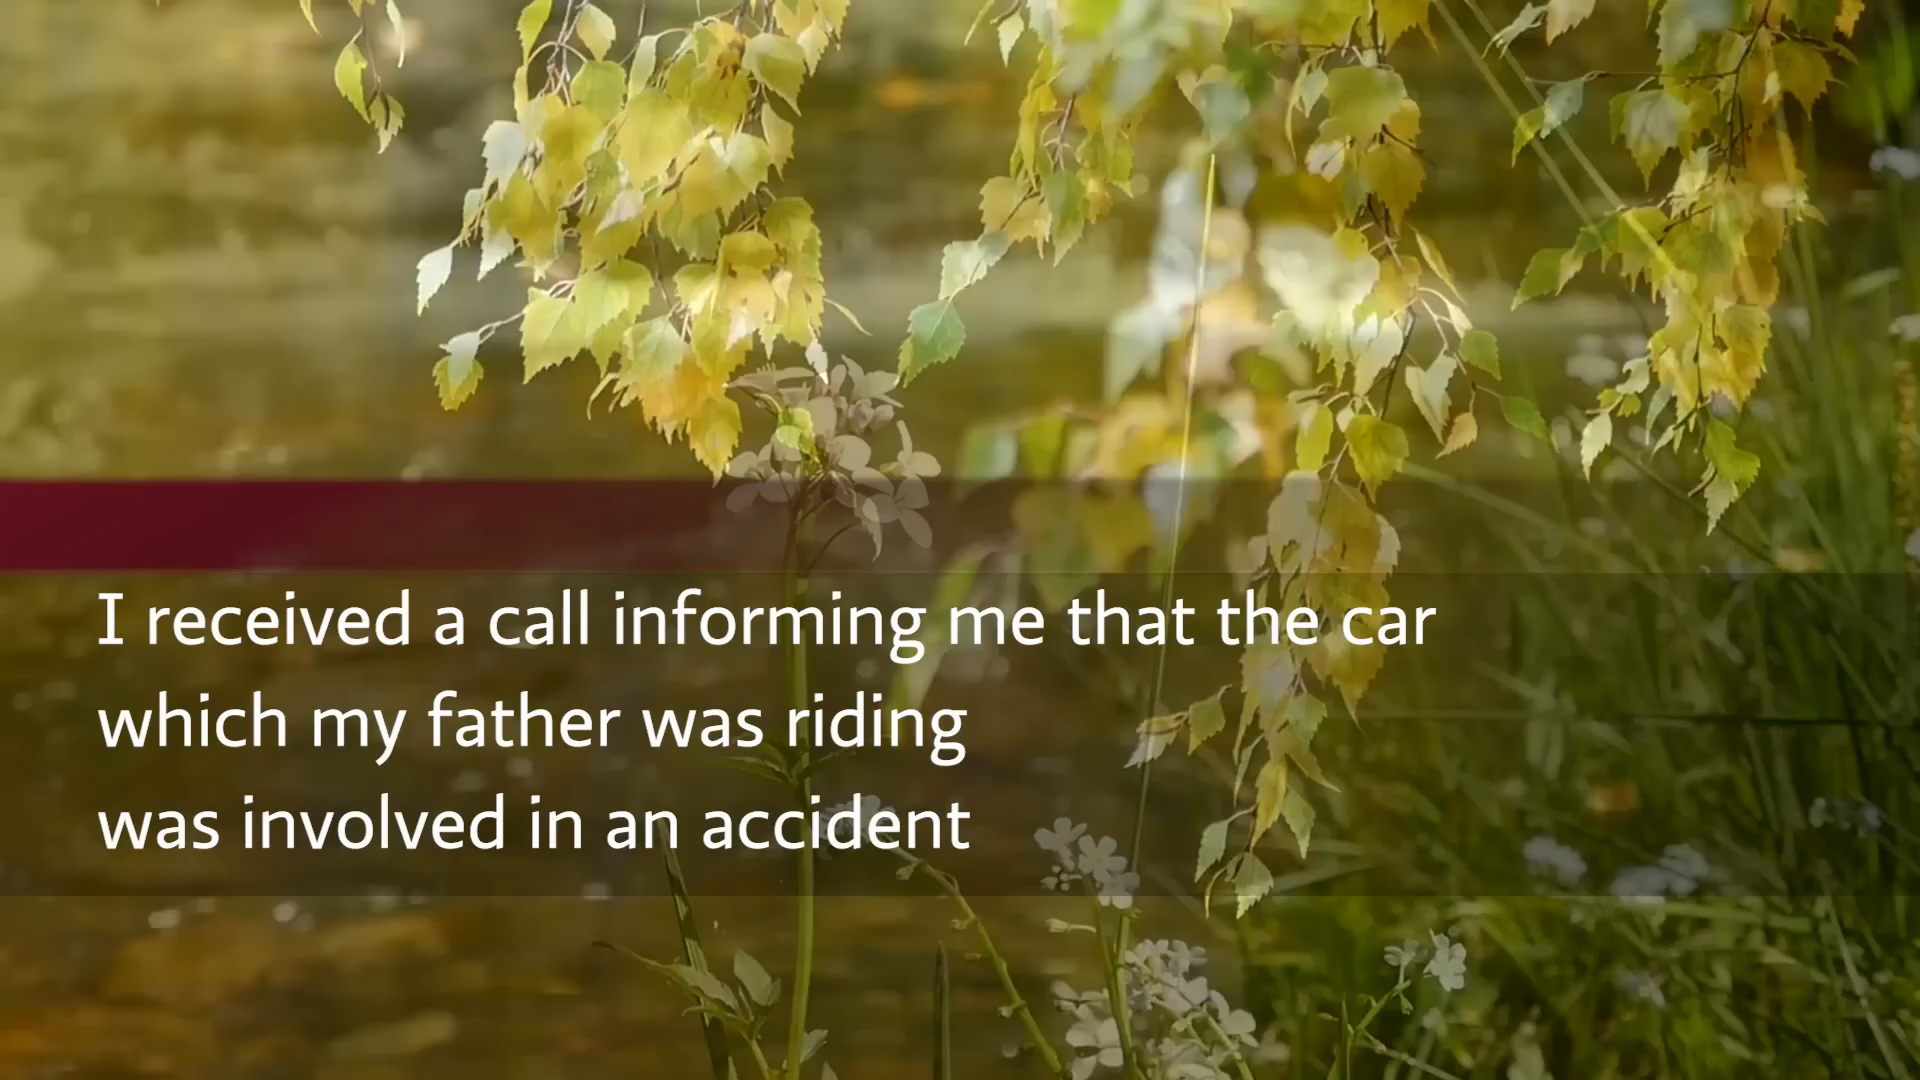 I received a call informing me that the car
which my father was riding
was involved in an accident